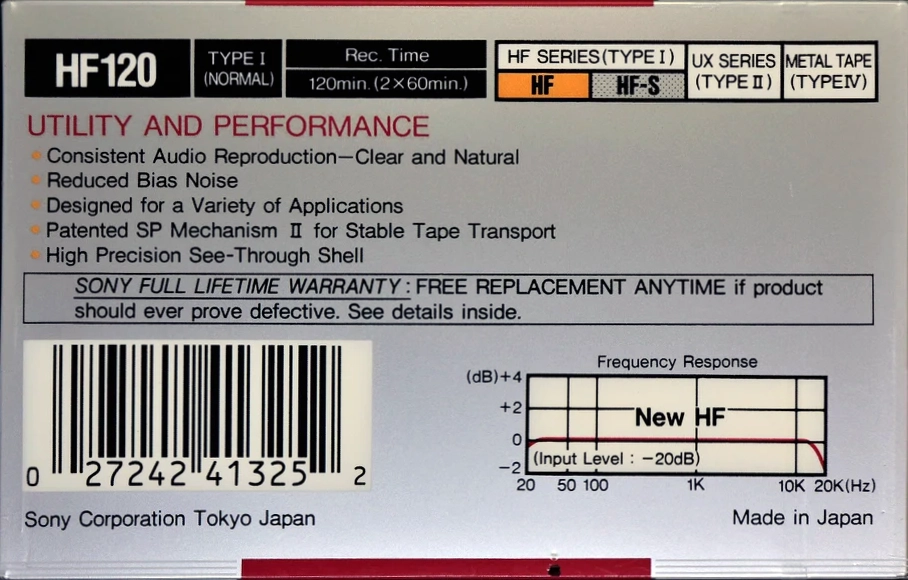 HF120
TYPE I
(NORMAL)
Rec. Time
120min. (2×60min.)
HF SERIES (TYPE I)
HF
HF-S
UX SERIES
(TYPE II)
METAL TAPE
(TYPE IV)
UTILITY AND PERFORMANCE
• Consistent Audio Reproduction—Clear and Natural
• Reduced Bias Noise
• Designed for a Variety of Applications
• Patented SP Mechanism II for Stable Tape Transport
• High Precision See-Through Shell
SONY FULL LIFETIME WARRANTY : FREE REPLACEMENT ANYTIME if product
should ever prove defective. See details inside.
0 27242 41325 2
Frequency Response
(dB) +4
+2
0
−2
New HF
(Input Level : −20dB)
20 50 100 1K 10K 20K (Hz)
Sony Corporation Tokyo Japan
Made in Japan